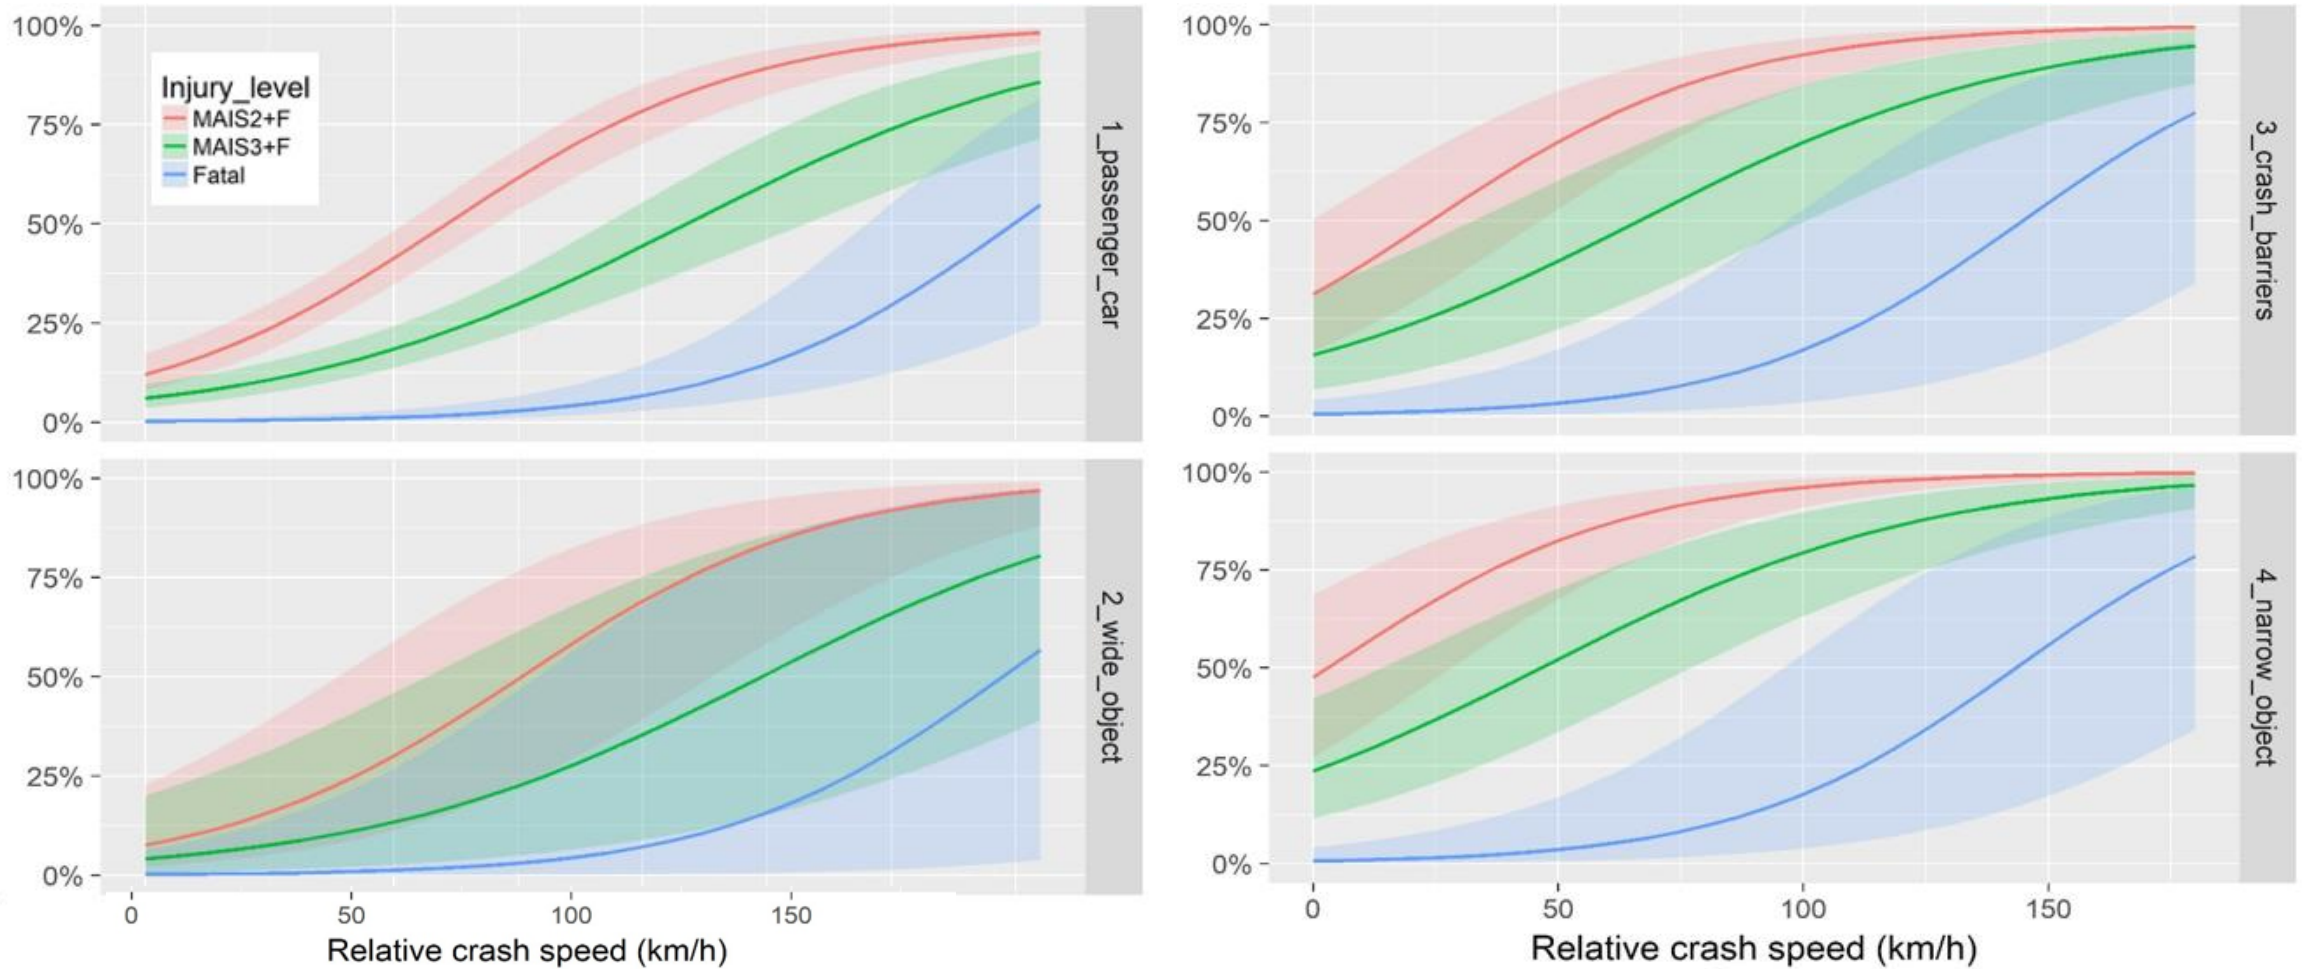 100%
75%
50%
25%
0%
Injury_level
MAIS2+F
MAIS3+F
Fatal
1_passenger_car
100%
75%
50%
25%
0%
2_wide_object
0 50 100 150
Relative crash speed (km/h)
100%
75%
50%
25%
0%
3_crash_barriers
100%
75%
50%
25%
0%
4_narrow_object
0 50 100 150
Relative crash speed (km/h)